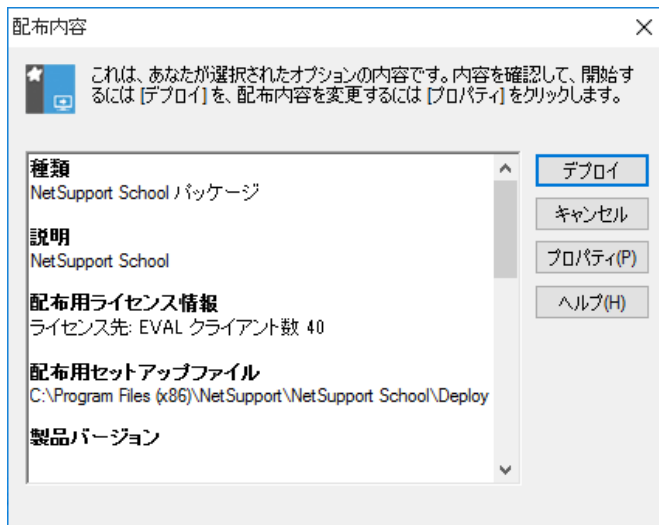 配布内容
これは、あなたが選択されたオプションの内容です。内容を確認して、開始す
るには [デプロイ] を、配布内容を変更するには [プロパティ] をクリックします。
種類
NetSupport School パッケージ
説明
NetSupport School
配布用ライセンス情報
ライセンス先: EVAL クライアント数 40
配布用セットアップファイル
C:\Program Files (x86)\NetSupport\NetSupport School\Deploy
製品バージョン
デプロイ
キャンセル
プロパティ(P)
ヘルプ(H)